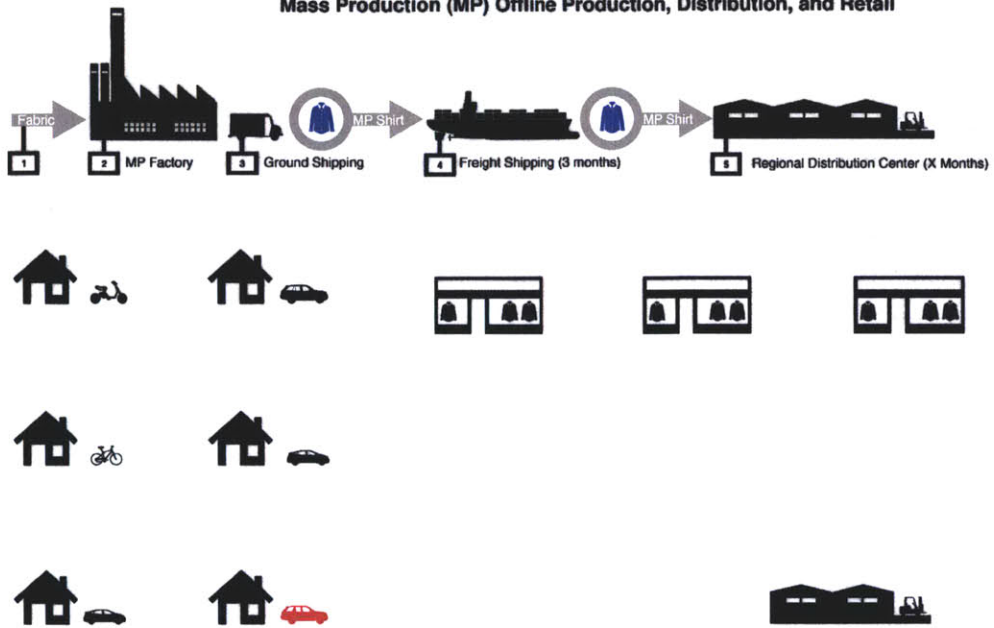 Mass Production (MP) Offline Production, Distribution, and Retail
Fabric
MP Shirt
MP Shirt
1
2 MP Factory
3 Ground Shipping
4 Freight Shipping (3 months)
5 Regional Distribution Center (X Months)